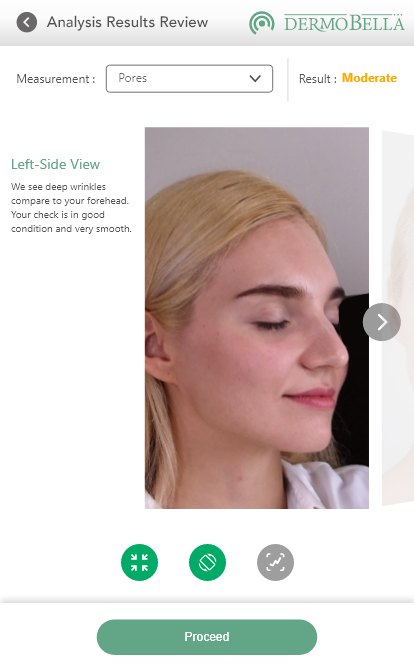 Analysis Results Review
DERMOBELLA
Measurement :
Pores
Result : Moderate
Left-Side View
We see deep wrinkles
compare to your forehead.
Your check is in good
condition and very smooth.
Proceed